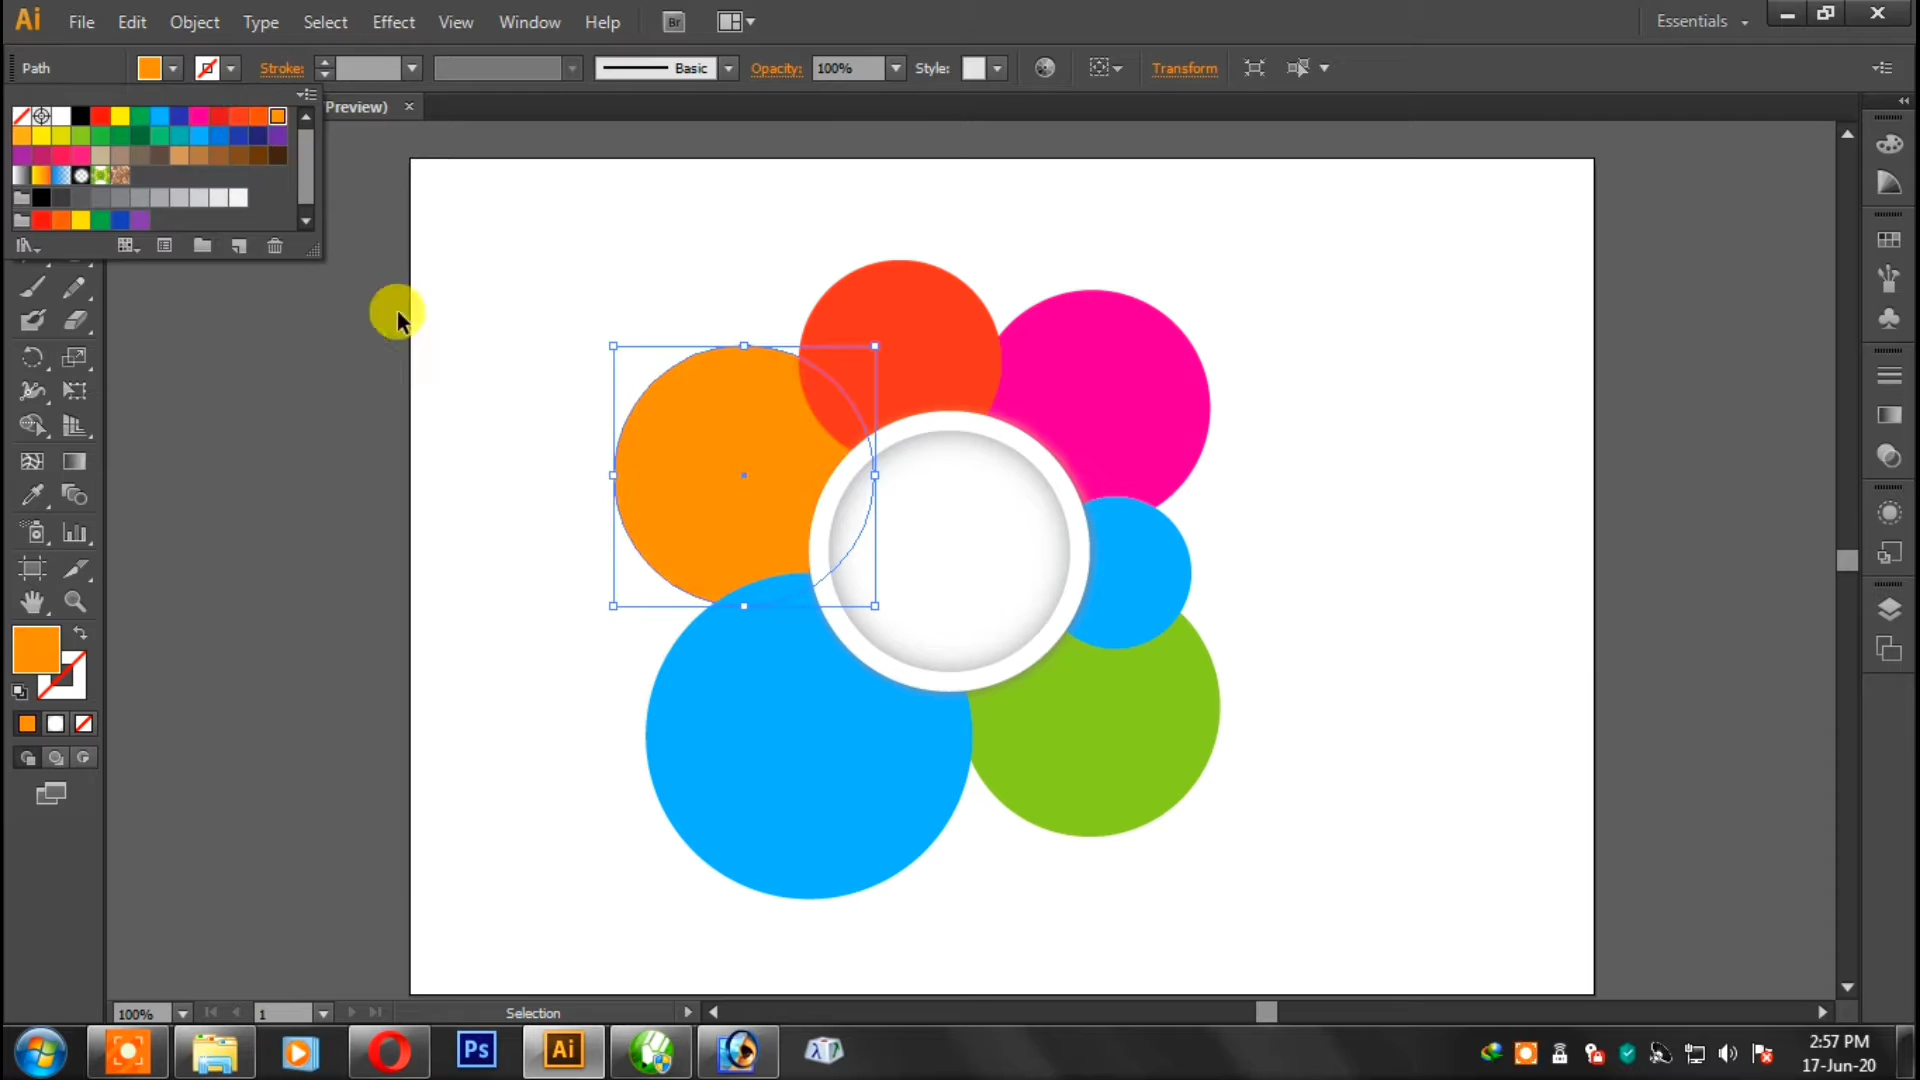 Ai File Edit Object Type Select Effect View Window Help Br Essentials
Path Stroke: Basic Opacity: 100% Style: Transform
Preview) ×
100% 1 Selection
Ps Ai
2:57 PM
17-Jun-20